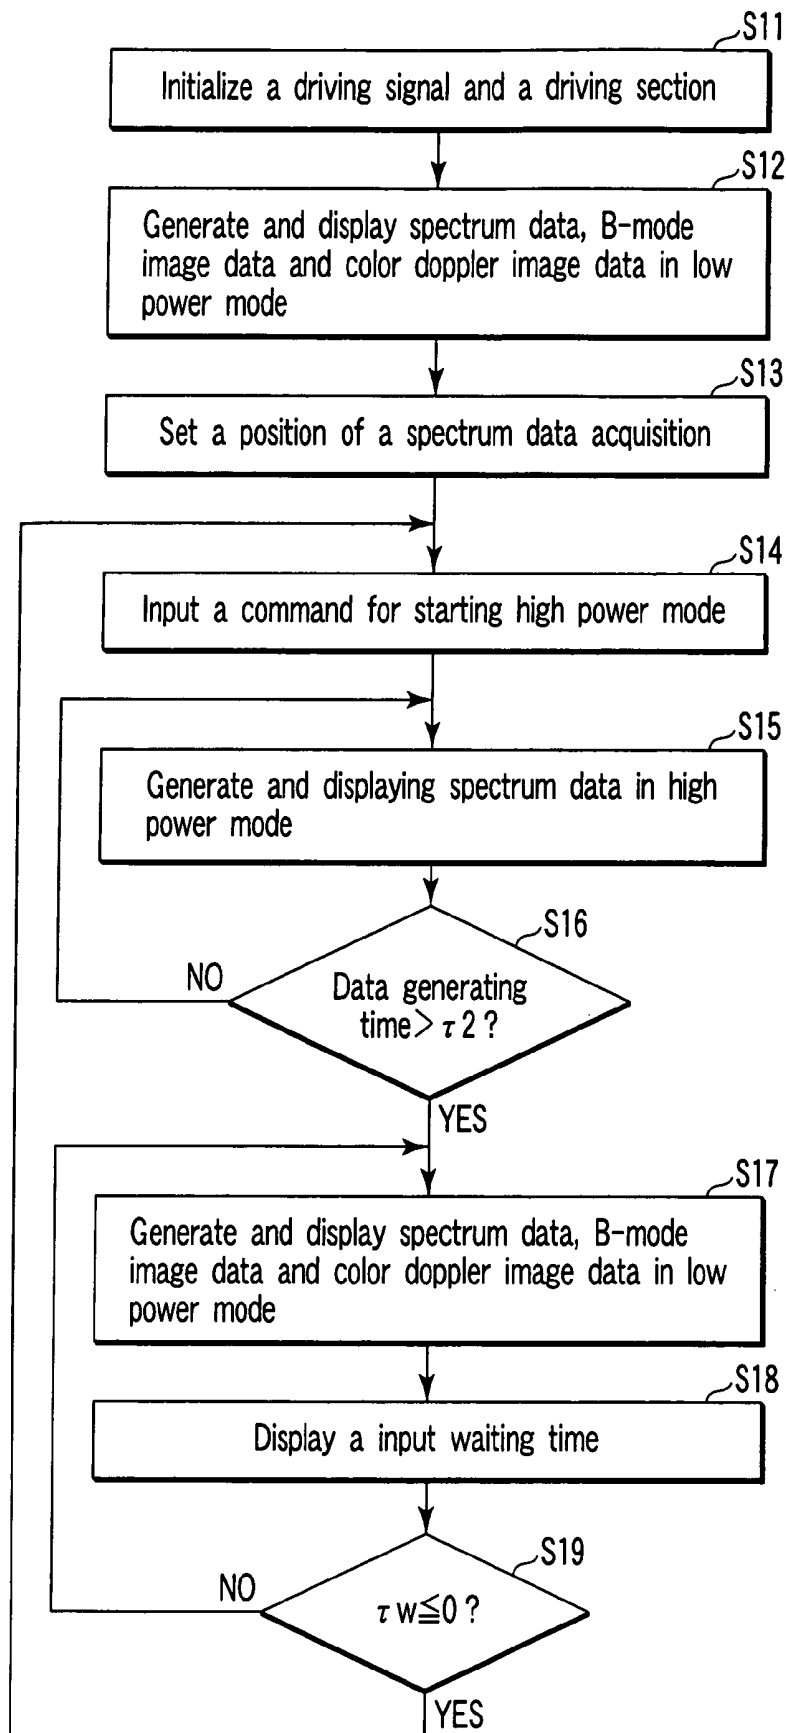 S11
Initialize a driving signal and a driving section
S12
Generate and display spectrum data, B-mode
image data and color doppler image data in low
power mode
S13
Set a position of a spectrum data acquisition
S14
Input a command for starting high power mode
S15
Generate and displaying spectrum data in high
power mode
S16
NO
Data generating
time> τ2?
YES
S17
Generate and display spectrum data, B-mode
image data and color doppler image data in low
power mode
S18
Display a input waiting time
S19
NO
τw≦0?
YES